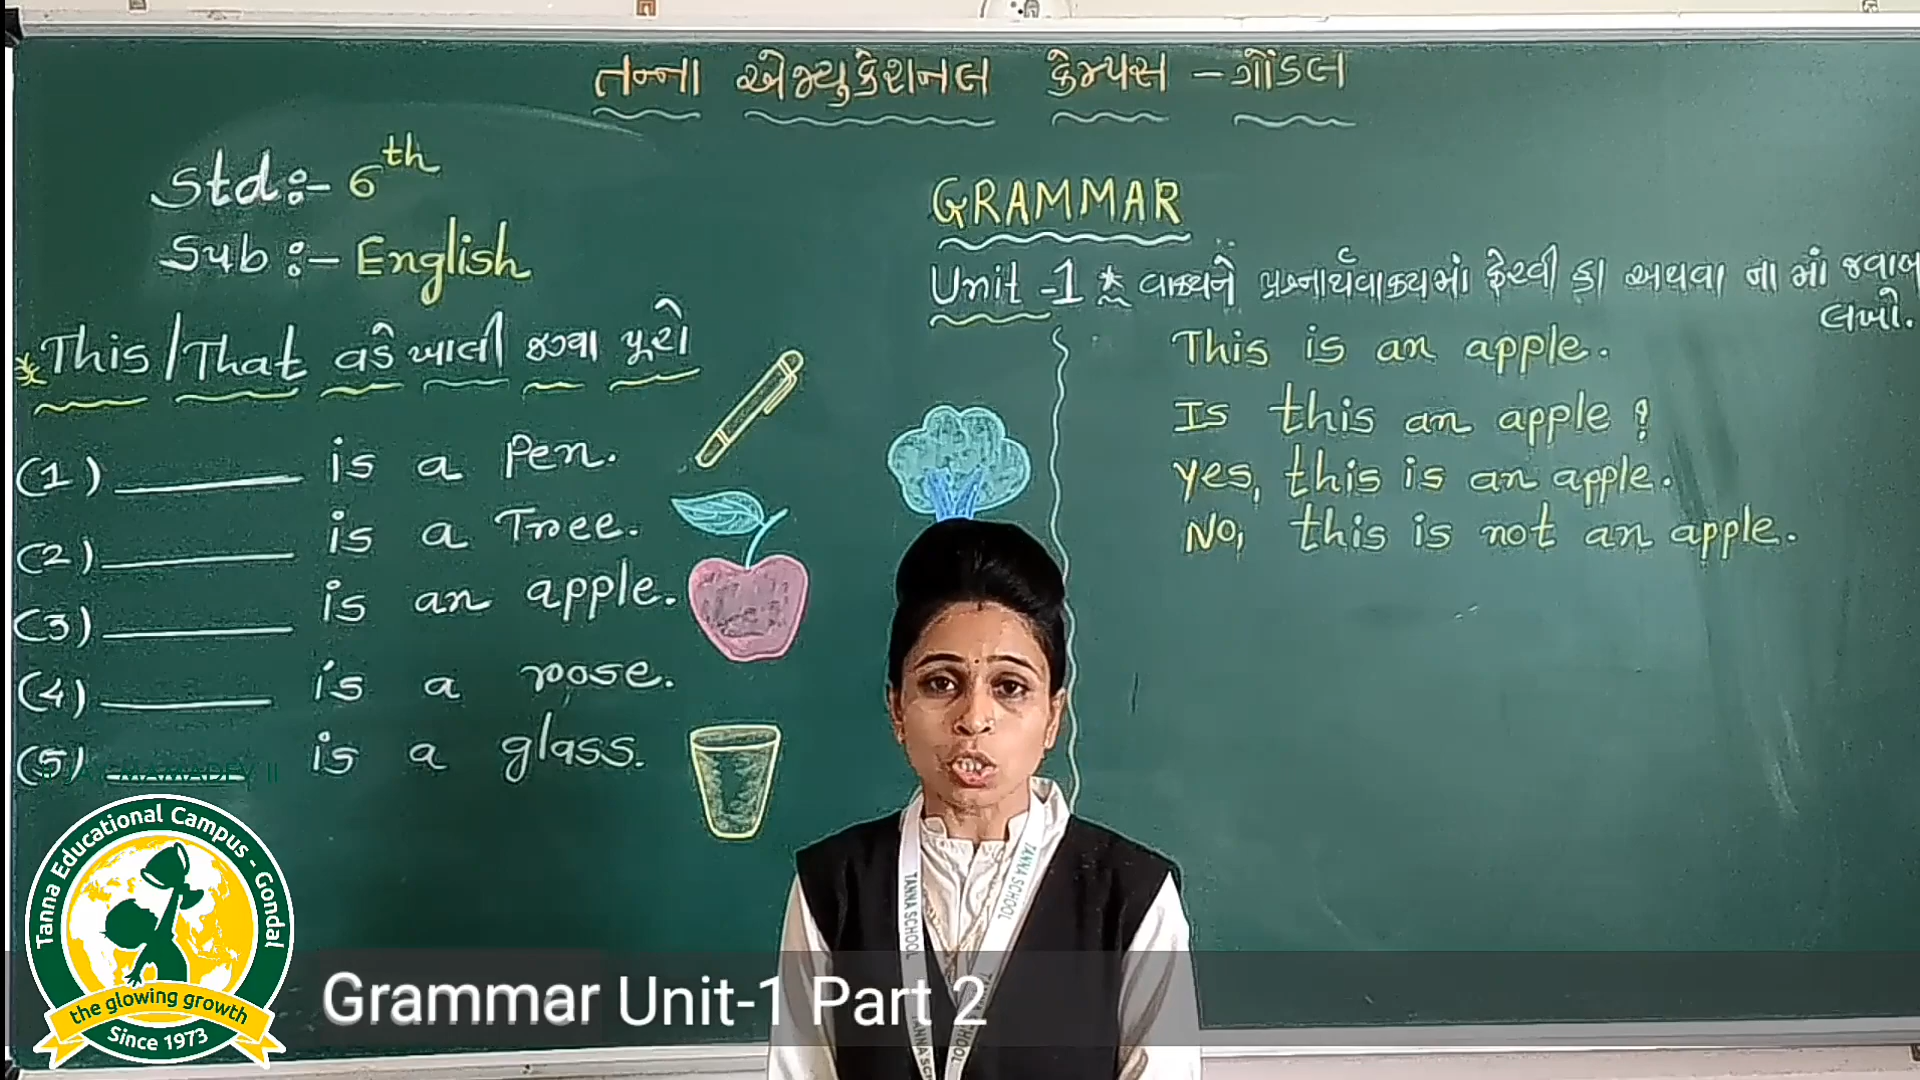 તન્ના એજ્યુકેશનલ કેમ્પસ - ગોંડલ
Std :- 6th
Sub :- English
* This / That વડે ખાલી જગ્યા પૂરો
(1) ______ is a Pen.
(2) ______ is a Tree.
(3) ______ is an apple.
(4) ______ is a rose.
(5) ______ is a glass.
GRAMMAR
Unit - 1 * વાક્યને પ્રશ્નાર્થવાક્યમાં ફેરવી હા અથવા ના માં જવાબ
લખો.
This is an apple.
Is this an apple ?
Yes, this is an apple.
No, this is not an apple.
TANNA SCHOOL
TANNA SCHOOL
Tanna Educational Campus - Gondal
the glowing growth
Since 1973
Grammar Unit-1 Part 2